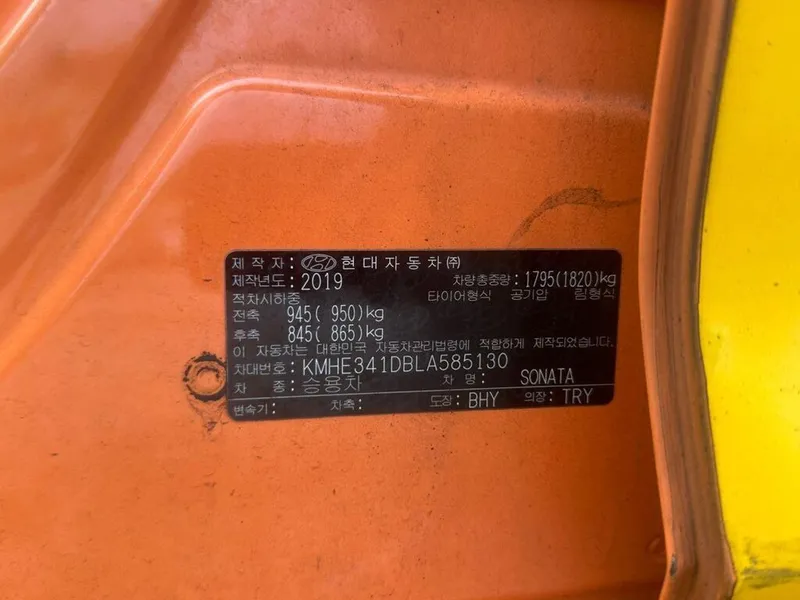 제 작 자 : 현대자동차㈜
제작년도 : 2019 차량총중량 : 1795(1820)kg
적차시하중 타이어형식 공기압 림형식
전축 945( 950)kg
후축 845( 865)kg
이 자동차는 대한민국 자동차관리법령에 적합하게 제작되었습니다.
차대번호 : KMHE341DBLA585130
차 종 : 승용차 차 명 : SONATA
변속기 : 차축 : 도장 : BHY 의장 : TRY